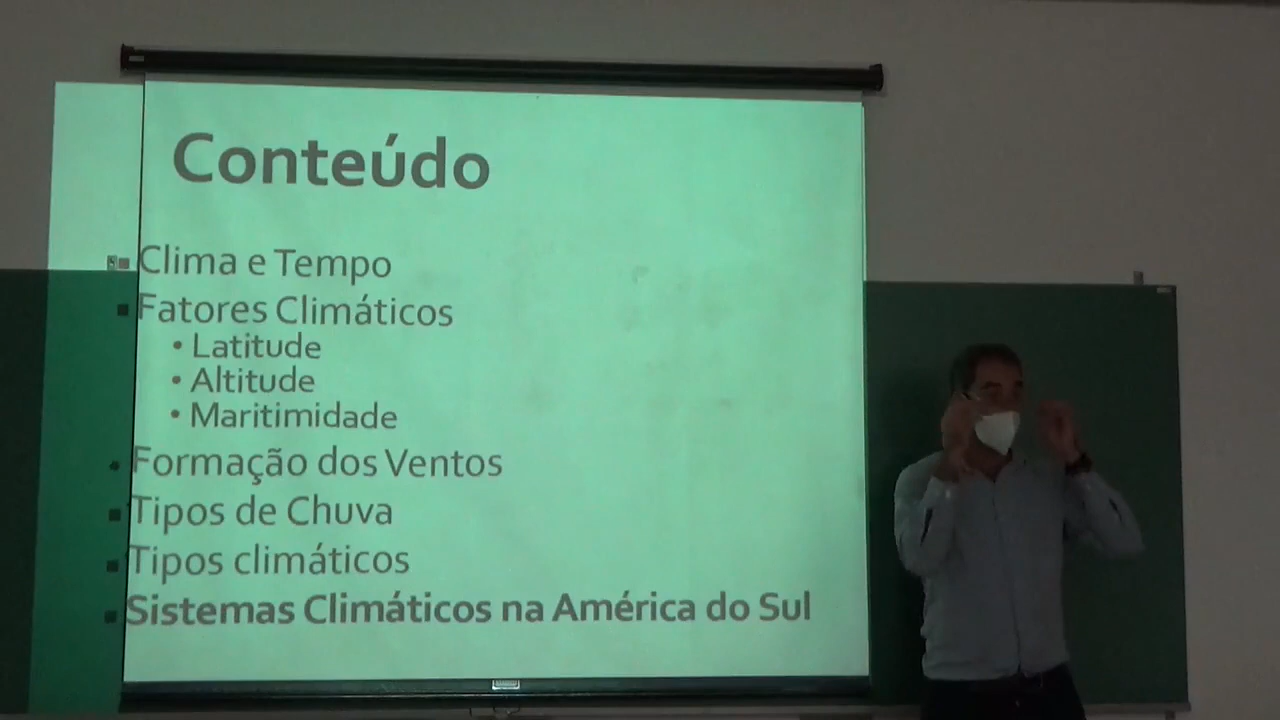 Conteúdo
Clima e Tempo
Fatores Climáticos
• Latitude
• Altitude
• Maritimidade
Formação dos Ventos
Tipos de Chuva
Tipos climáticos
Sistemas Climáticos na América do Sul